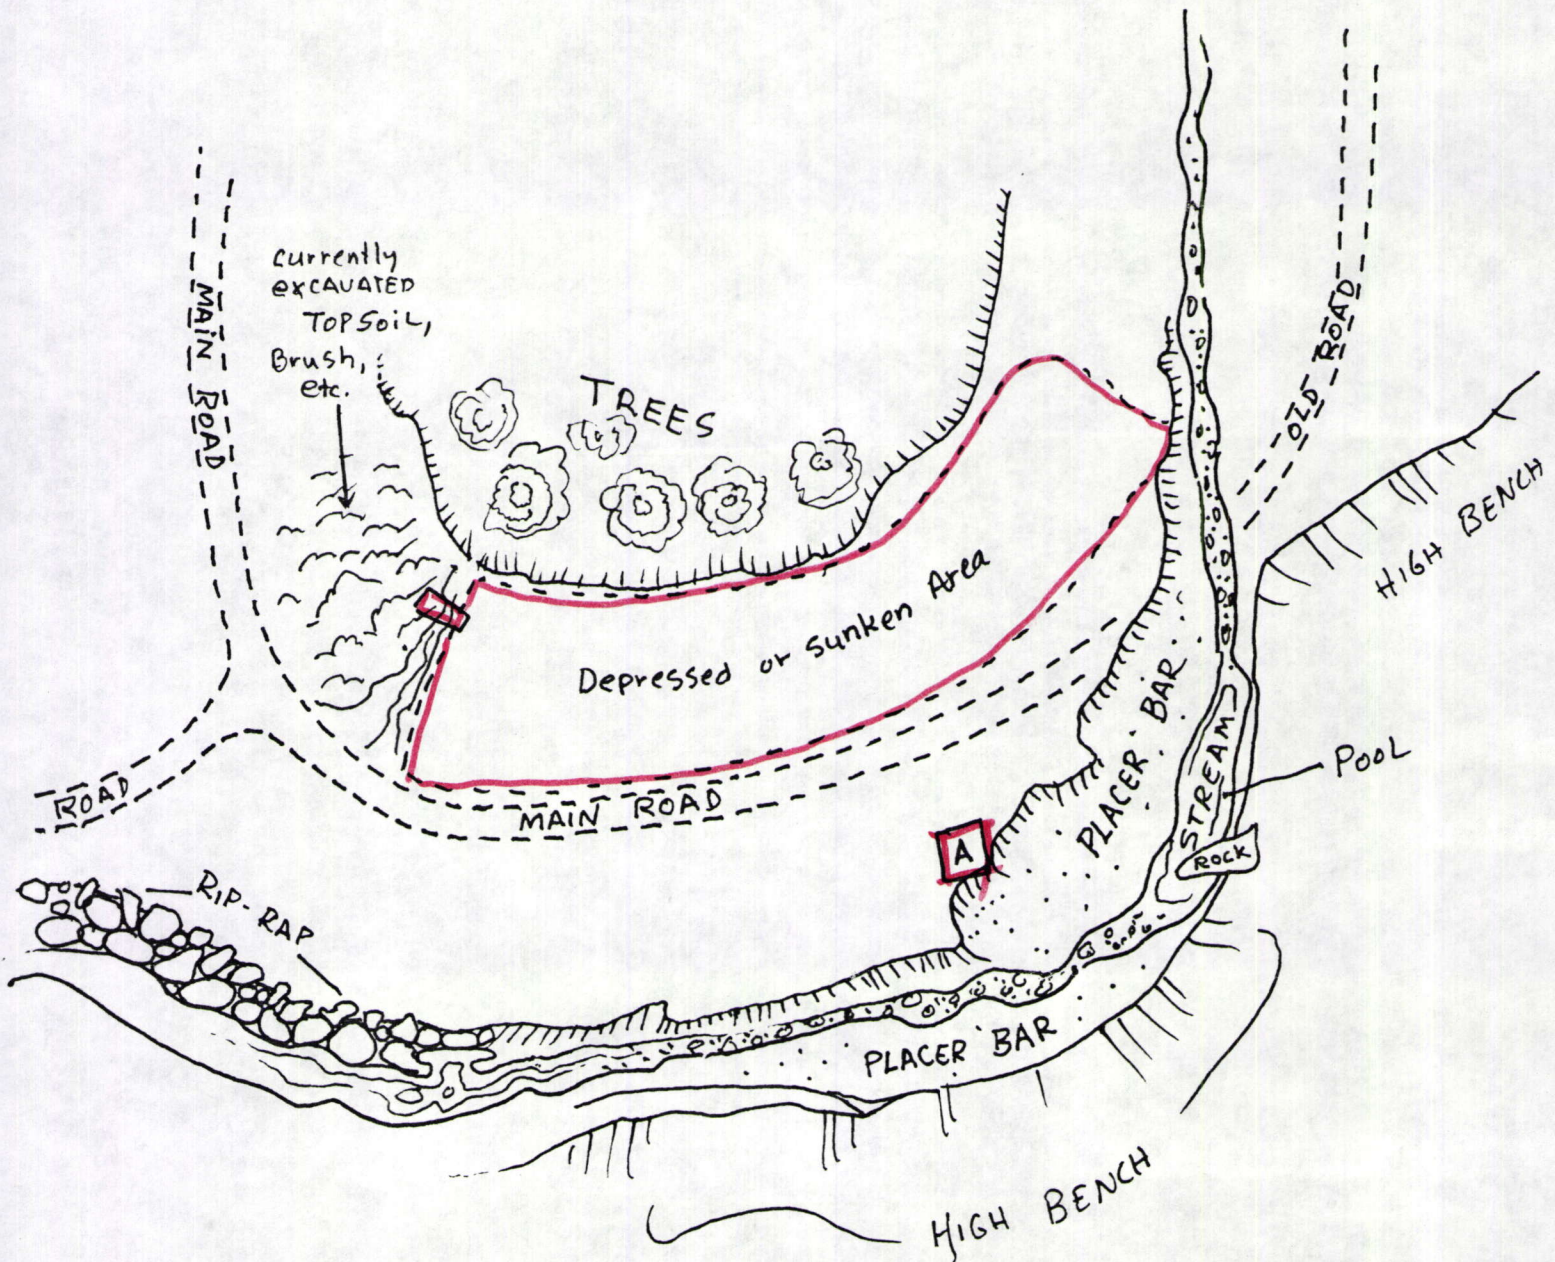 currently
EXCAVATED
TOPSOIL,
Brush,
etc.
MAIN ROAD
TREES
OLD ROAD
HIGH BENCH
Depressed or Sunken Area
PLACER BAR
STREAM
POOL
ROAD
MAIN ROAD
A
ROCK
RIP-RAP
PLACER BAR
HIGH BENCH